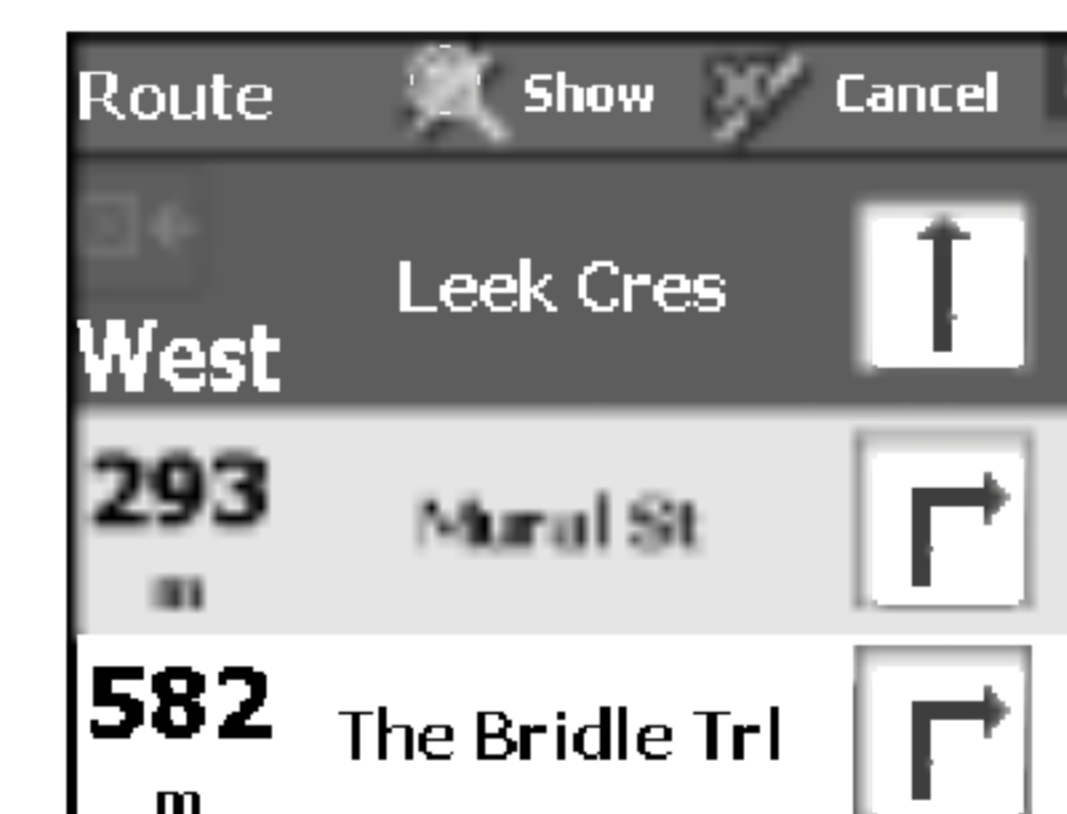 Route Show Cancel
Leek Cres
West
293 m Mural St
582 m The Bridle Trl